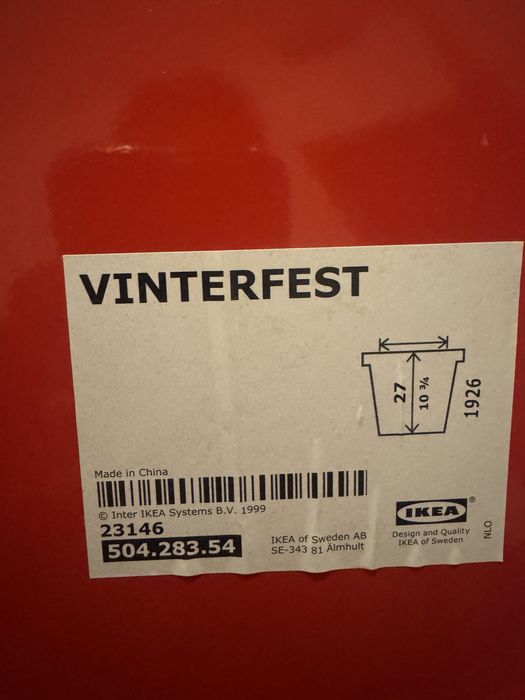 VINTERFEST
27
10 ¾
1926
Made in China
© Inter IKEA Systems B.V. 1999
23146
504.283.54
IKEA of Sweden AB
SE-343 81 Älmhult
IKEA®
Design and Quality
IKEA of Sweden
NLO